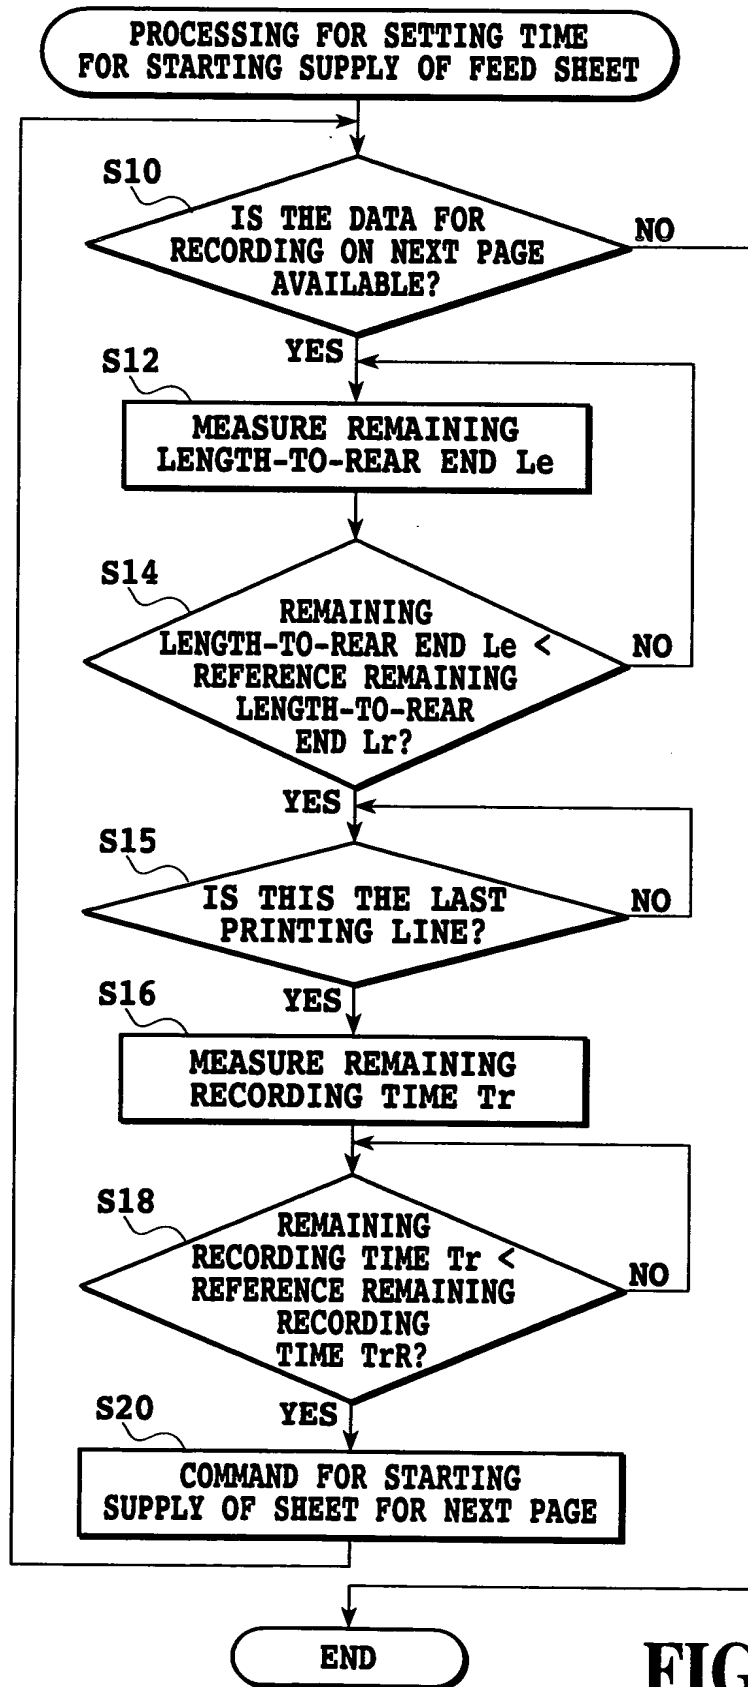 PROCESSING FOR SETTING TIME
FOR STARTING SUPPLY OF FEED SHEET
S10
IS THE DATA FOR
RECORDING ON NEXT PAGE
AVAILABLE?
NO
YES
S12
MEASURE REMAINING
LENGTH-TO-REAR END Le
S14
REMAINING
LENGTH-TO-REAR END Le <
REFERENCE REMAINING
LENGTH-TO-REAR
END Lr?
NO
YES
S15
IS THIS THE LAST
PRINTING LINE?
NO
YES
S16
MEASURE REMAINING
RECORDING TIME Tr
S18
REMAINING
RECORDING TIME Tr <
REFERENCE REMAINING
RECORDING
TIME TrR?
NO
YES
S20
COMMAND FOR STARTING
SUPPLY OF SHEET FOR NEXT PAGE
END
FIG